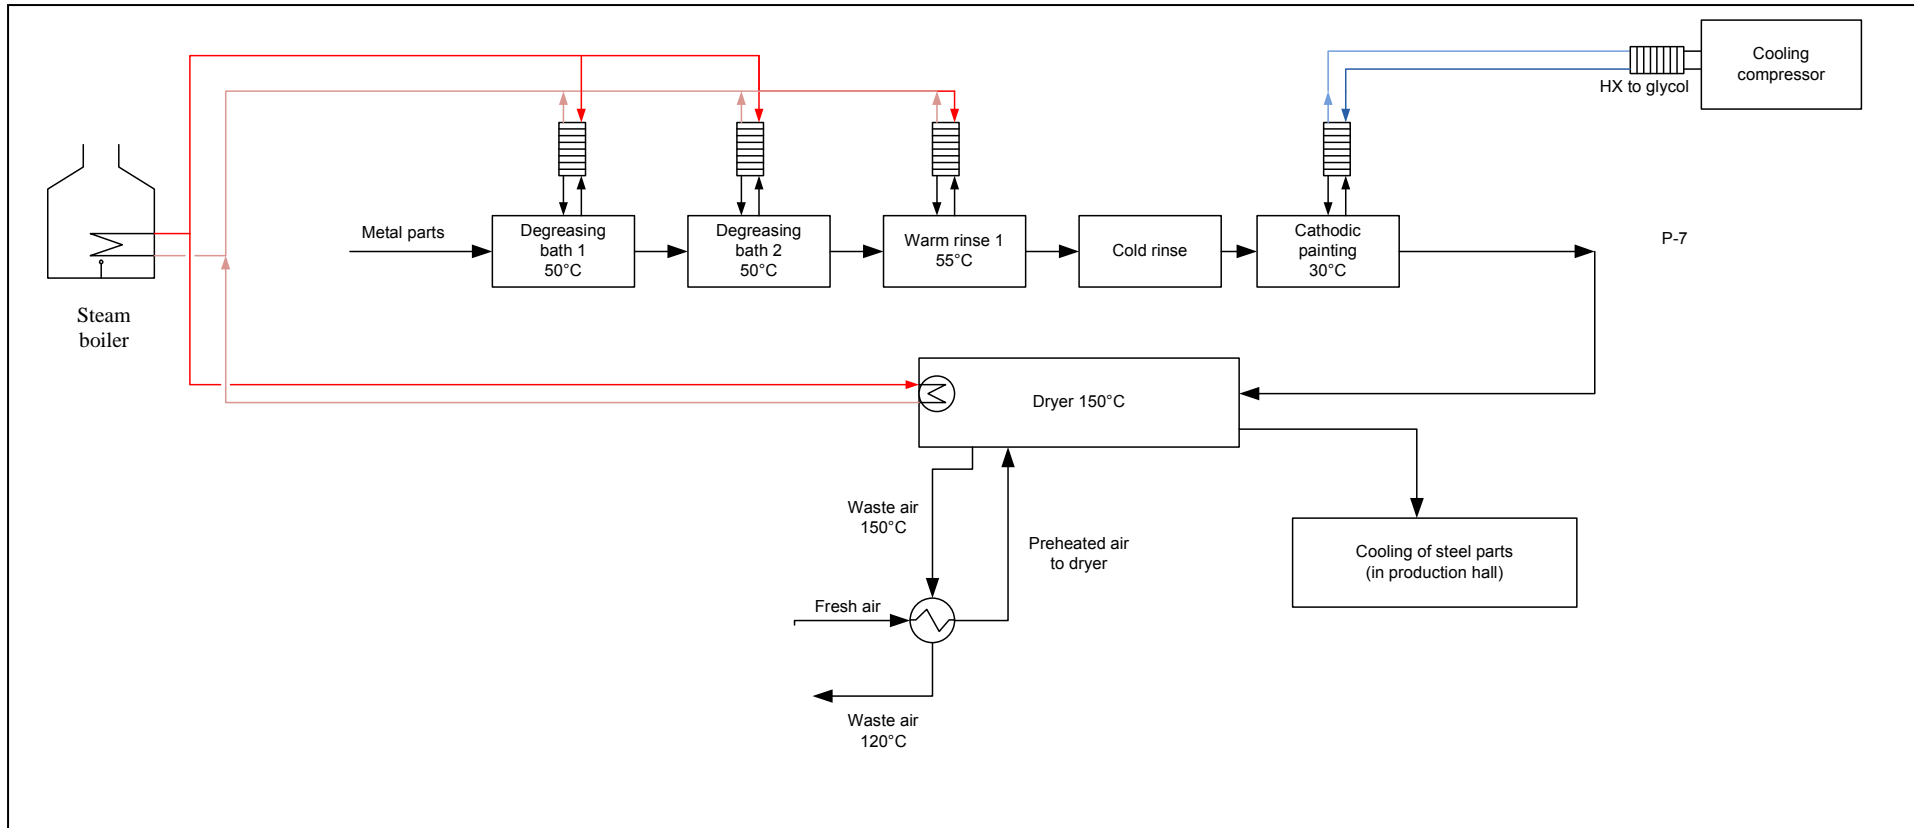 Cooling
compressor
HX to glycol
Metal parts
Degreasing
bath 1
50°C
Degreasing
bath 2
50°C
Warm rinse 1
55°C
Cold rinse
Cathodic
painting
30°C
P-7
Steam
boiler
Dryer 150°C
Waste air
150°C
Preheated air
to dryer
Cooling of steel parts
(in production hall)
Fresh air
Waste air
120°C